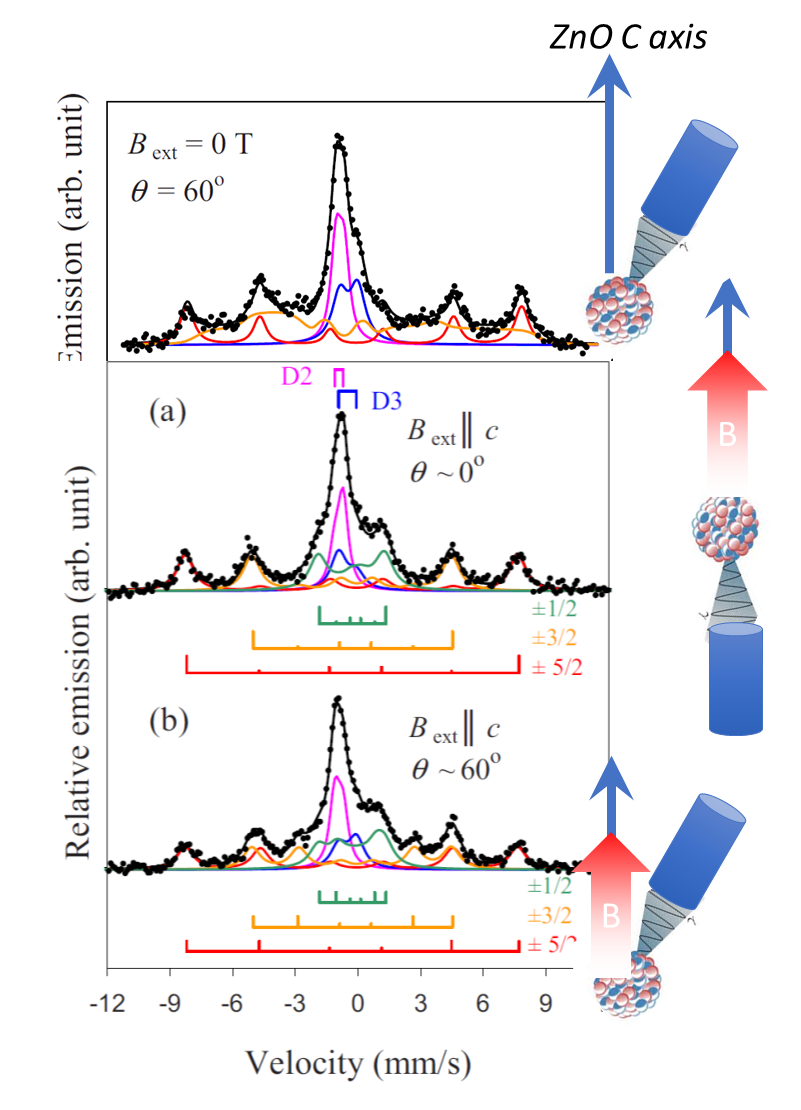 ZnO C axis
Emission (arb. unit)
B ext = 0 T
θ = 60°
D2
D3
(a)
B ext ∥ c
θ ~ 0°
B
±1/2
±3/2
± 5/2
Relative emission (arb. unit)
(b)
B ext ∥ c
θ ~ 60°
B
±1/2
±3/2
± 5/2
-12 -9 -6 -3 0 3 6 9
Velocity (mm/s)